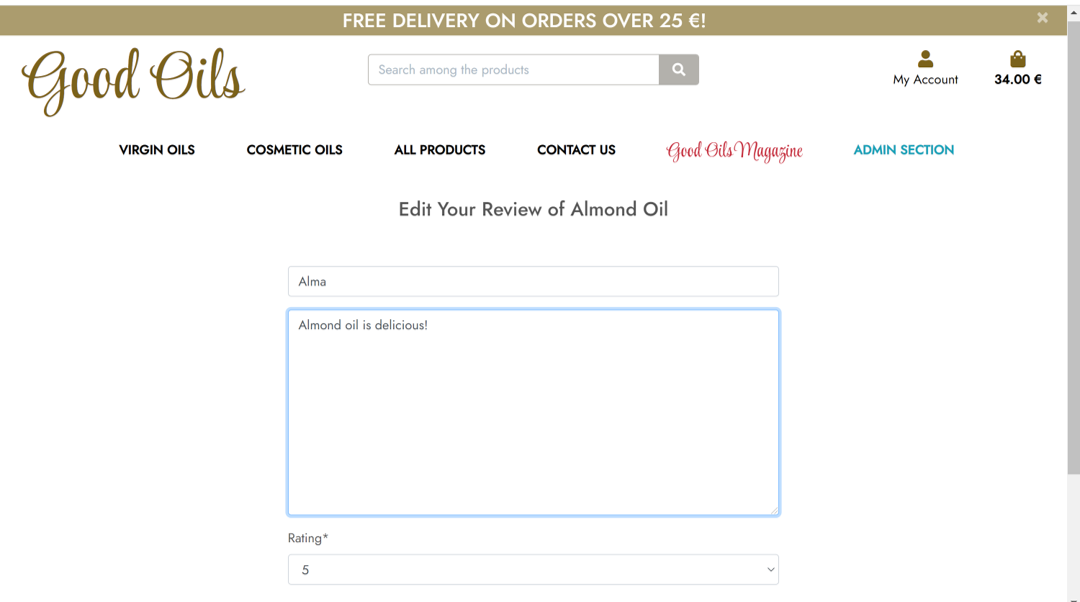 FREE DELIVERY ON ORDERS OVER 25 €!
×
Good Oils
Search among the products
My Account
34.00 €
VIRGIN OILS
COSMETIC OILS
ALL PRODUCTS
CONTACT US
Good Oils Magazine
ADMIN SECTION
Edit Your Review of Almond Oil
Alma
Almond oil is delicious!
Rating*
5